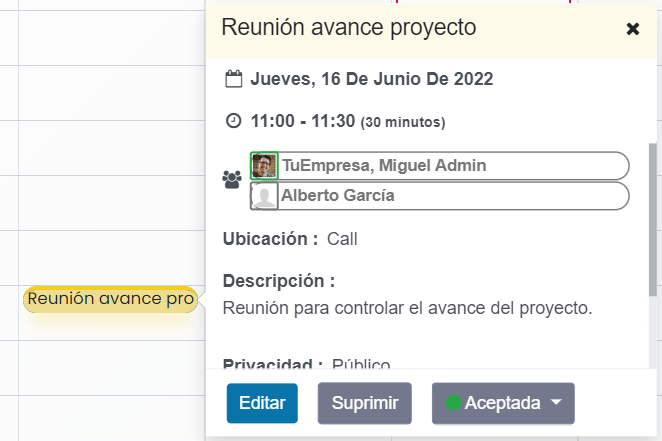 Reunión avance proyecto
Jueves, 16 De Junio De 2022
11:00 - 11:30 (30 minutos)
TuEmpresa, Miguel Admin
Alberto García
Ubicación : Call
Descripción :
Reunión avance pro
Reunión para controlar el avance del proyecto.
Privacidad : Público
Editar
Suprimir
Aceptada